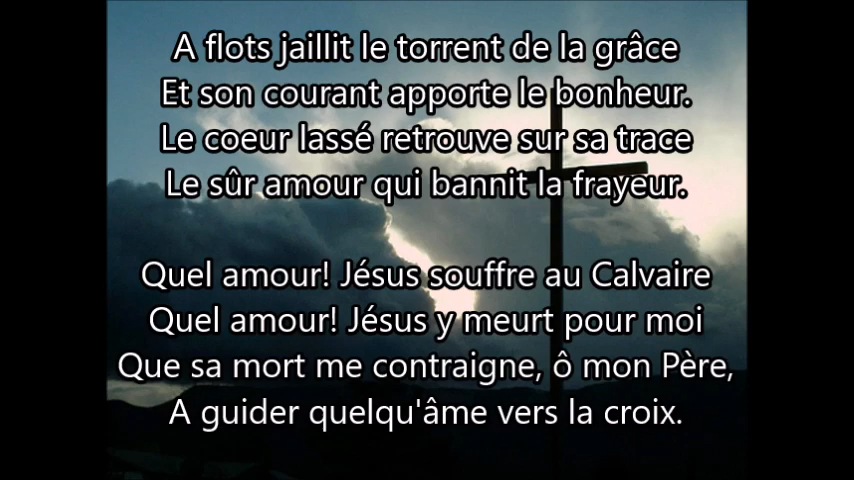 A flots jaillit le torrent de la grâce
Et son courant apporte le bonheur.
Le coeur lassé retrouve sur sa trace
Le sûr amour qui bannit la frayeur.
Quel amour! Jésus souffre au Calvaire
Quel amour! Jésus y meurt pour moi
Que sa mort me contraigne, ô mon Père,
A guider quelqu'âme vers la croix.